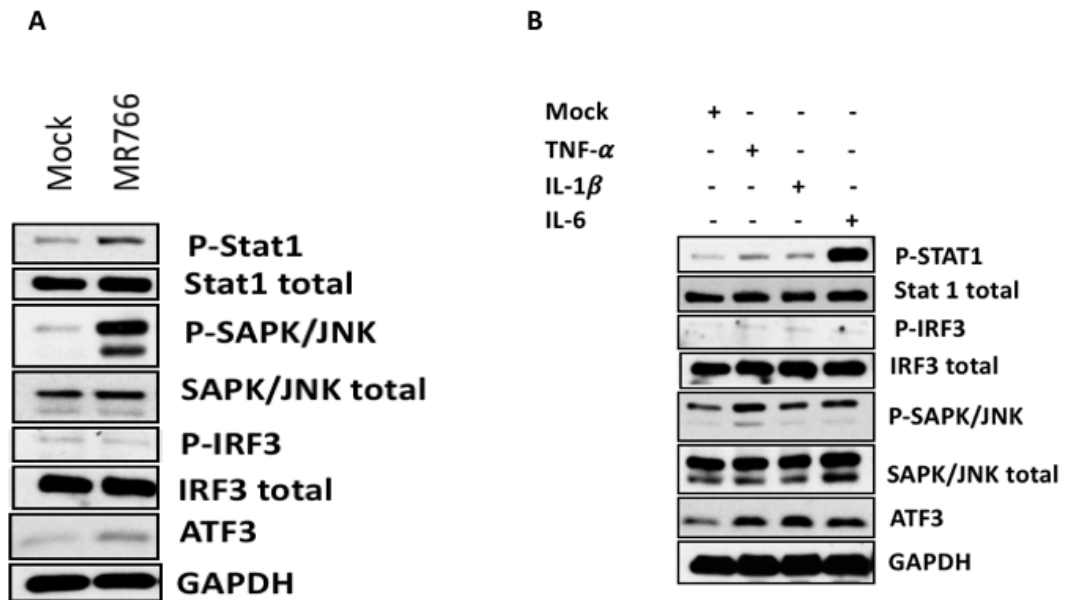 A
Mock
MR766
P-Stat1
Stat1 total
P-SAPK/JNK
SAPK/JNK total
P-IRF3
IRF3 total
ATF3
GAPDH
B
Mock + - - -
TNF-α - + - -
IL-1β - - + -
IL-6 - - - +
P-STAT1
Stat 1 total
P-IRF3
IRF3 total
P-SAPK/JNK
SAPK/JNK total
ATF3
GAPDH